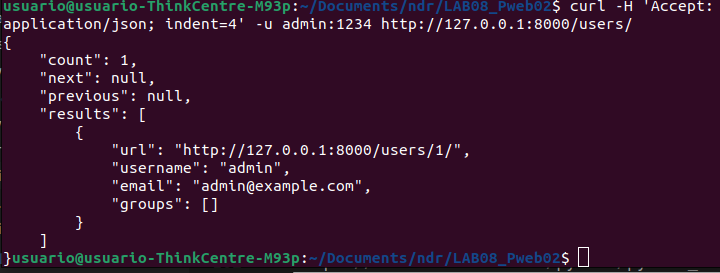 usuario@usuario-ThinkCentre-M93p:~/Documents/ndr/LAB08_Pweb02$ curl -H 'Accept:
application/json; indent=4' -u admin:1234 http://127.0.0.1:8000/users/
{
    "count": 1,
    "next": null,
    "previous": null,
    "results": [
        {
            "url": "http://127.0.0.1:8000/users/1/",
            "username": "admin",
            "email": "admin@example.com",
            "groups": []
        }
    ]
}usuario@usuario-ThinkCentre-M93p:~/Documents/ndr/LAB08_Pweb02$